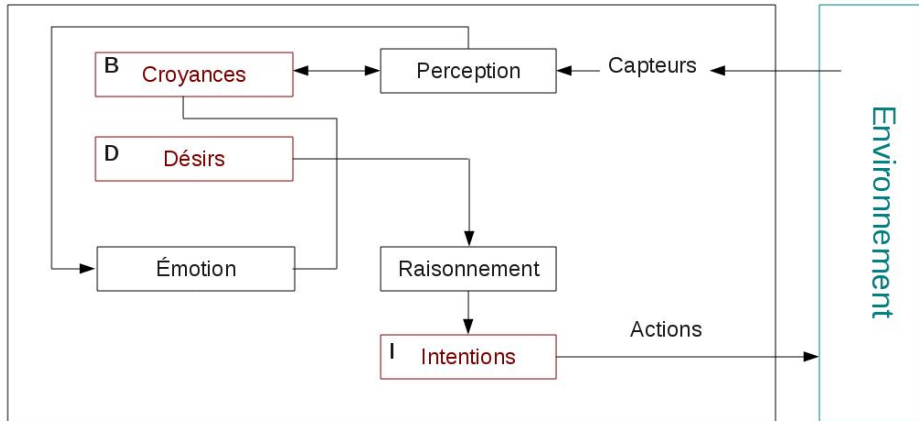 B Croyances
Perception
Capteurs
D Désirs
Émotion
Raisonnement
I Intentions
Actions
Environnement